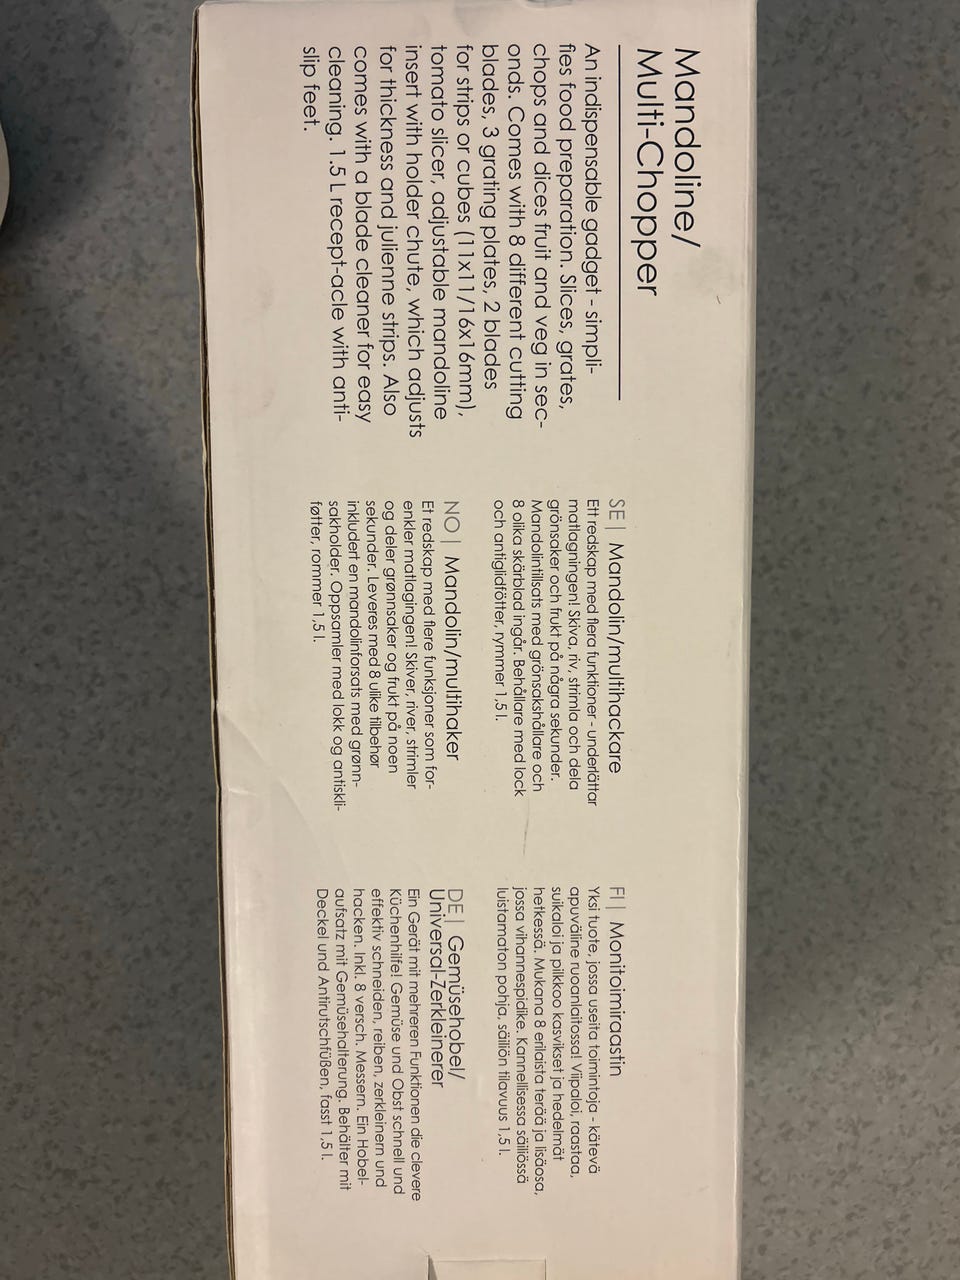 Mandoline/
Multi-Chopper
An indispensable gadget - simpli-
fies food preparation. Slices, grates,
chops and dices fruit and veg in sec-
onds. Comes with 8 different cutting
blades, 3 grating plates, 2 blades
for strips or cubes (11x11/16x16mm),
tomato slicer, adjustable mandoline
insert with holder chute, which adjusts
for thickness and julienne strips. Also
comes with a blade cleaner for easy
cleaning. 1.5 L recept-acle with anti-
slip feet.
SE | Mandolin/multihackare
Ett redskap med flera funktioner - underlättar
matlagningen! Skiva, riv, strimla och dela
grönsaker och frukt på några sekunder.
Mandolintillsats med grönsakshållare och
8 olika skärblad ingår. Behållare med lock
och antiglidfötter, rymmer 1,5 l.
NO | Mandolin/multihaker
Et redskap med flere funksjoner som for-
enkler matlagingen! Skiver, river, strimler
og deler grønnsaker og frukt på noen
sekunder. Leveres med 8 ulike tilbehør
inkludert en mandolinforsats med grønn-
sakholder. Oppsamler med lokk og antiskli-
føtter, rommer 1,5 l.
FI | Monitoimiraastin
Yksi tuote, jossa useita toimintoja - kätevä
apuväline ruoanlaitossa! Viipaloi, raastaa,
suikaloi ja pilkkoo kasvikset ja hedelmät
hetkessä. Mukana 8 erilaista terää ja lisäosa,
jossa vihannespidike. Kannellisessa säiliössä
luistamaton pohja, säiliön tilavuus 1,5 l.
DE | Gemüsehobel/
Universal-Zerkleinerer
Ein Gerät mit mehreren Funktionen die clevere
Küchenhilfe! Gemüse und Obst schnell und
effektiv schneiden, reiben, zerkleinern und
hacken. Inkl. 8 versch. Messern. Ein Hobel-
aufsatz mit Gemüsehalterung. Behälter mit
Deckel und Antirutschfüßen, fasst 1,5 l.